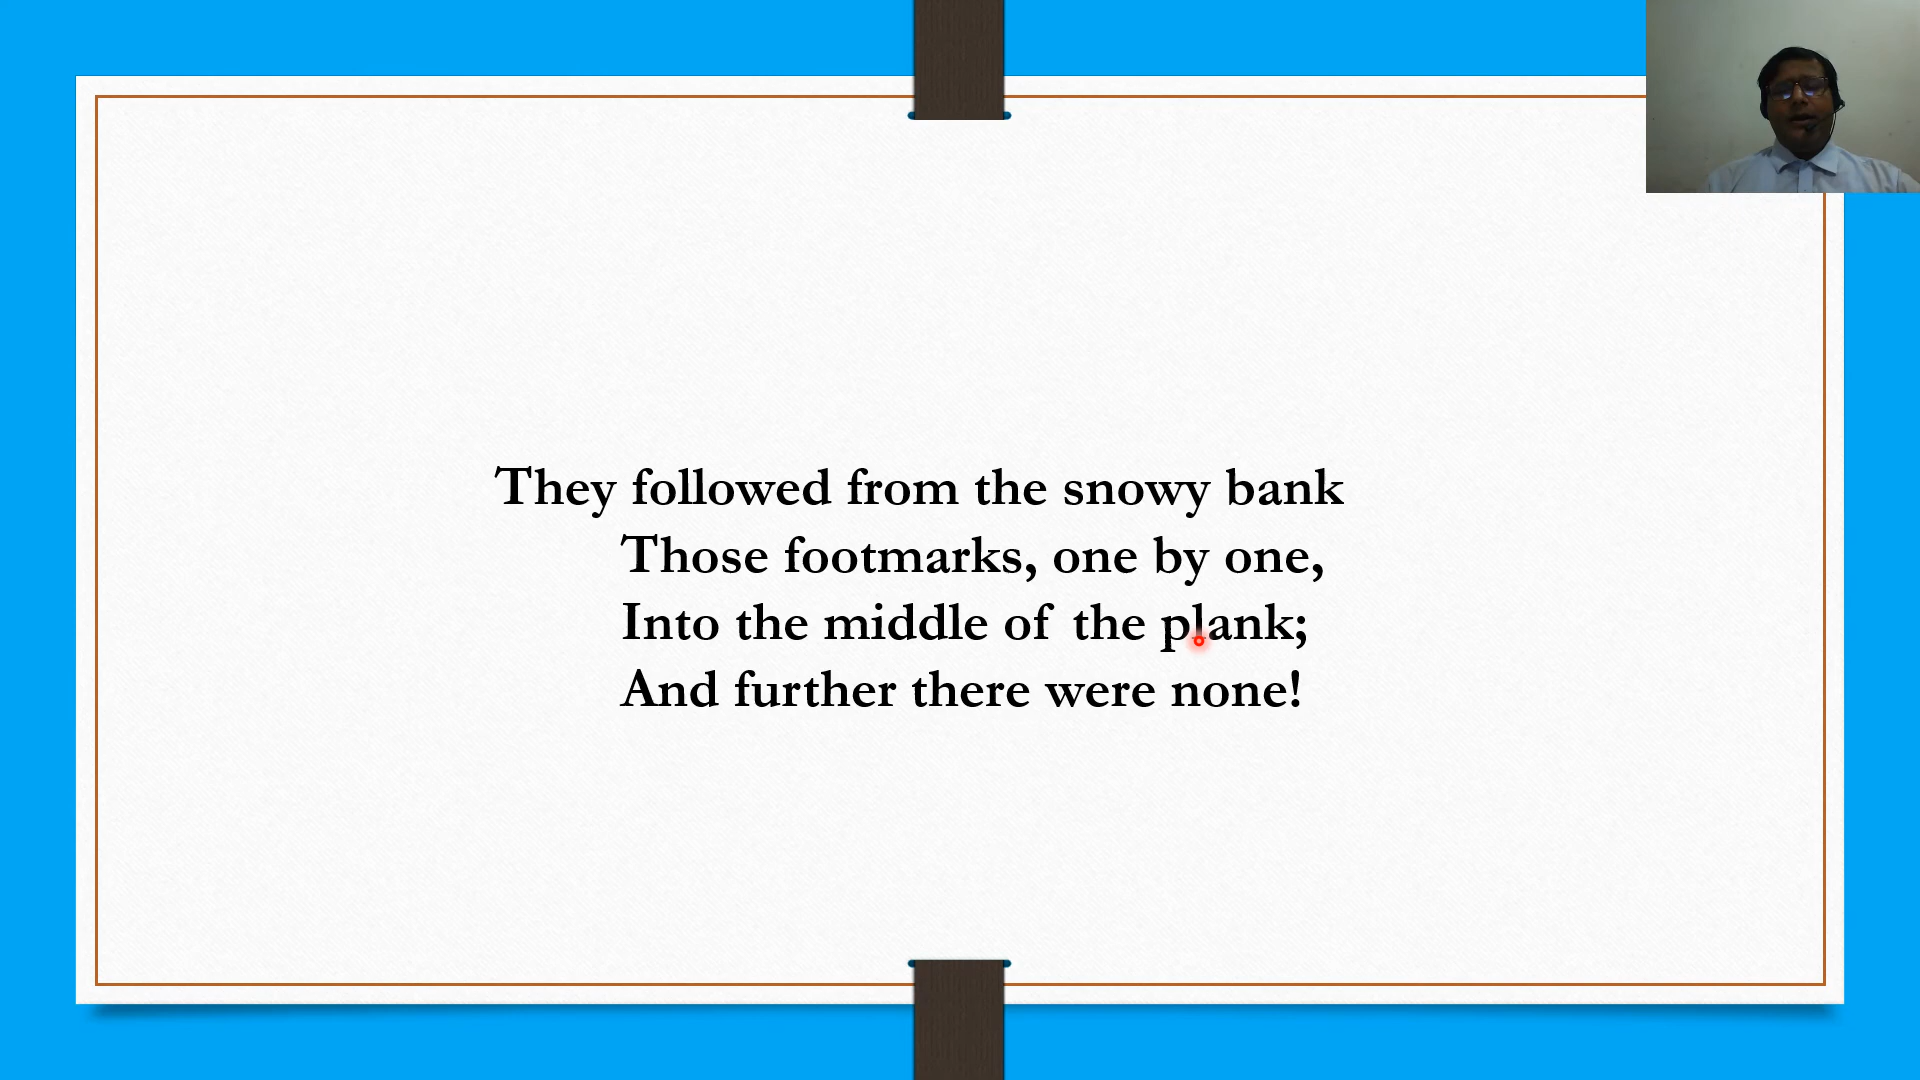 They followed from the snowy bank
Those footmarks, one by one,
Into the middle of the plank;
And further there were none!